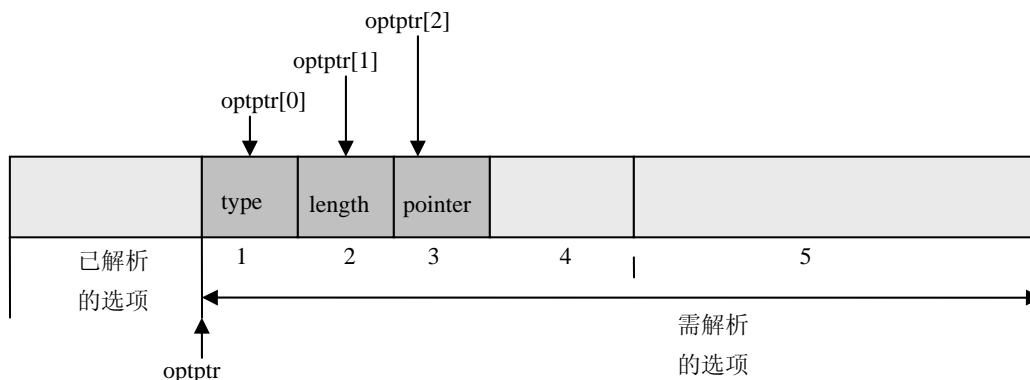 optptr[2]
optptr[1]
optptr[0]
type length pointer
已解析 1 2 3 4 5
的选项
需解析
的选项
optptr